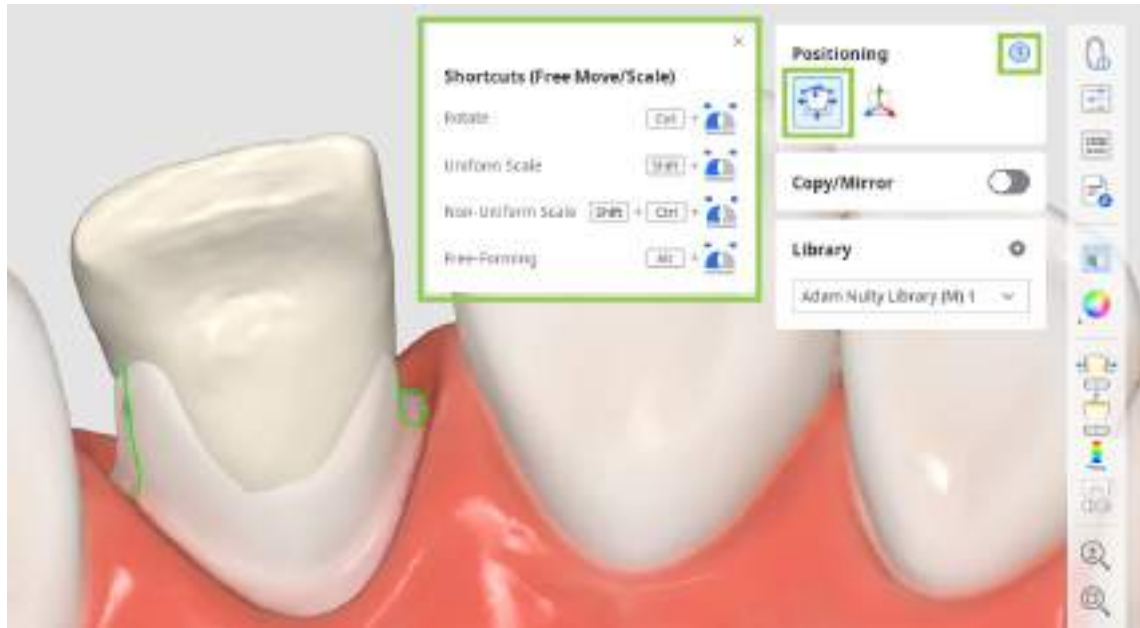 Shortcuts (Free Move/Scale)
Rotate Ctrl +
Uniform Scale Shift +
Non-Uniform Scale Shift + Ctrl +
Free-Forming Alt +
Positioning
Copy/Mirror
Library
Adam Nulty Library (M) 1